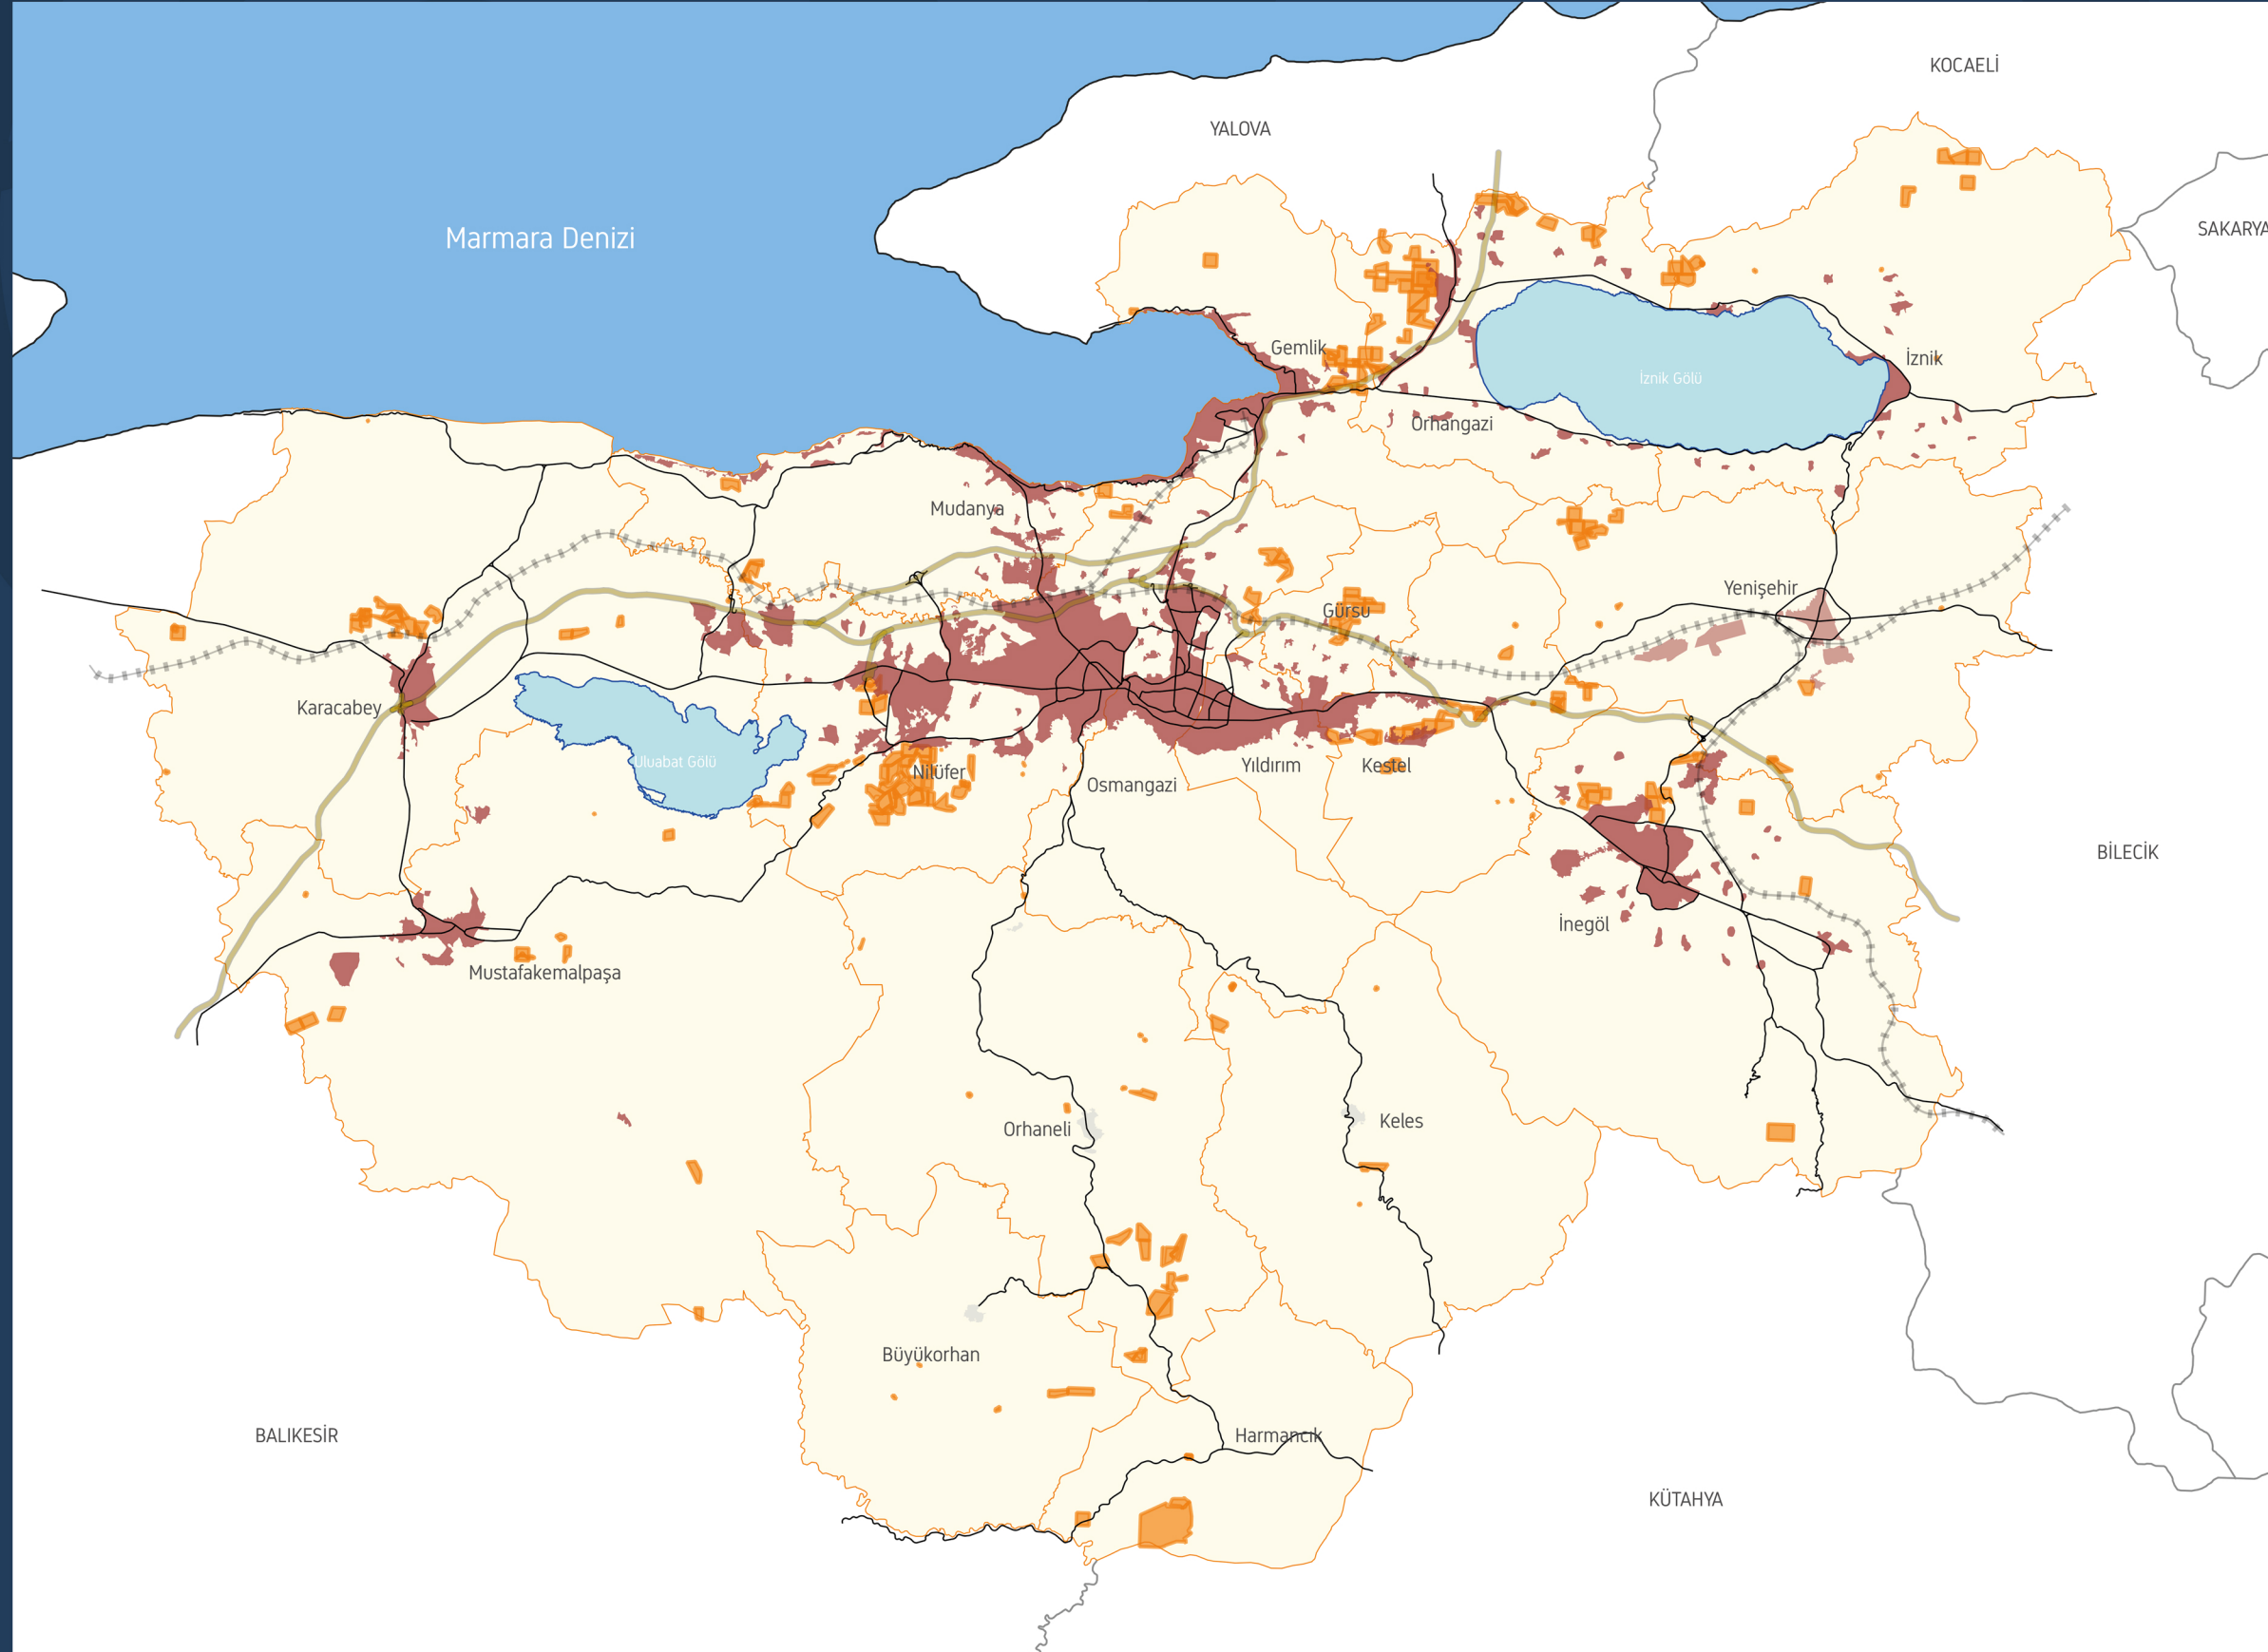 KOCAELİ
YALOVA
SAKARYA
Marmara Denizi
Gemlik
İznik
İznik Gölü
Orhangazi
Mudanya
Yenişehir
Gürsu
Karacabey
Uluabat Gölü
Nilüfer
Yıldırım
Kestel
Osmangazi
BİLECİK
İnegöl
Mustafakemalpaşa
Orhaneli
Keles
Büyükorhan
BALIKESİR
Harmancık
KÜTAHYA